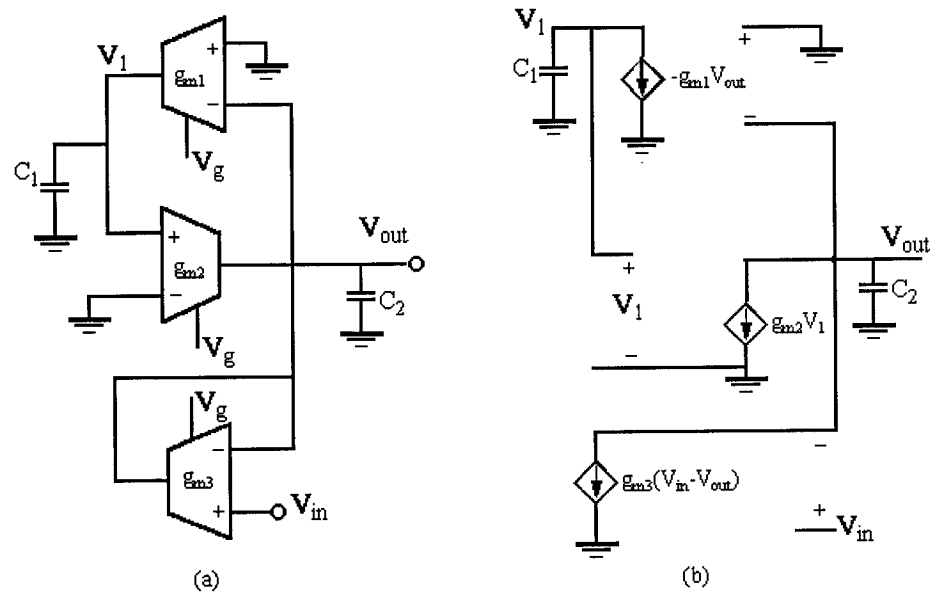 V1
+
gm1
−
Vg
C1
+
gm2
−
Vg
Vout
C2
Vg
−
gm3
+
Vin
(a)
V1
C1
-gm1Vout
+
−
+
V1
−
Vout
C2
gm2V1
−
gm3(Vin-Vout)
+
Vin
(b)